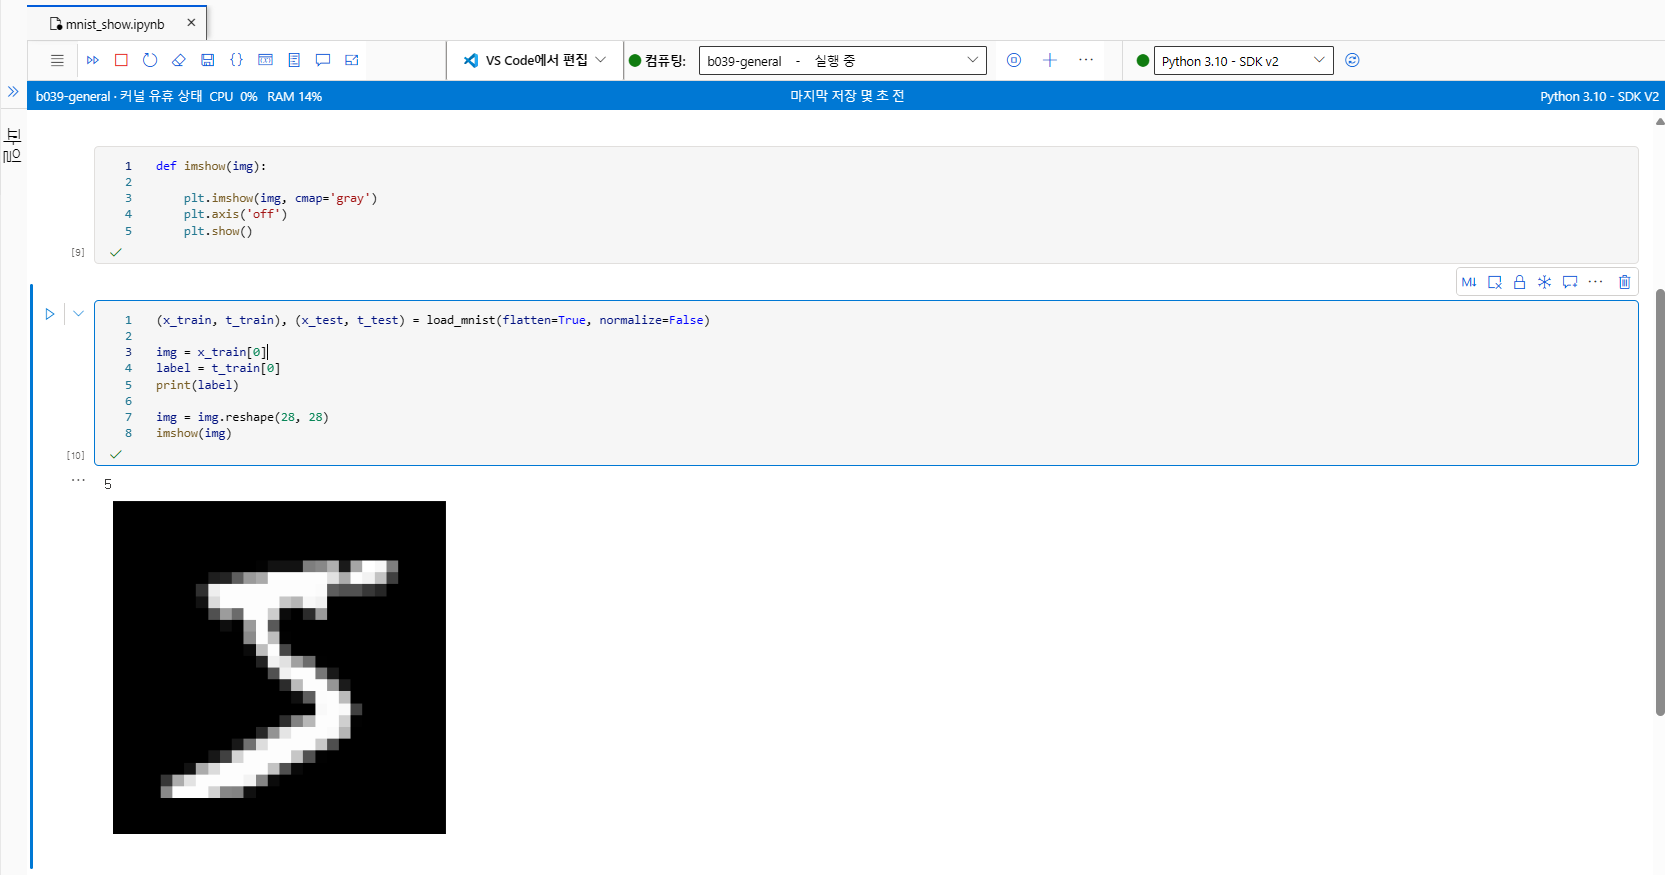 mnist_show.ipynb
VS Code에서 편집
컴퓨팅:
b039-general - 실행 중
Python 3.10 - SDK v2
b039-general · 커널 유휴 상태 CPU 0% RAM 14%
마지막 저장 몇 초 전
Python 3.10 - SDK V2
파일
1 def imshow(img):
2
3 plt.imshow(img, cmap='gray')
4 plt.axis('off')
5 plt.show()
[9]
M↓
1 (x_train, t_train), (x_test, t_test) = load_mnist(flatten=True, normalize=False)
2
3 img = x_train[0]
4 label = t_train[0]
5 print(label)
6
7 img = img.reshape(28, 28)
8 imshow(img)
[10]
5
5